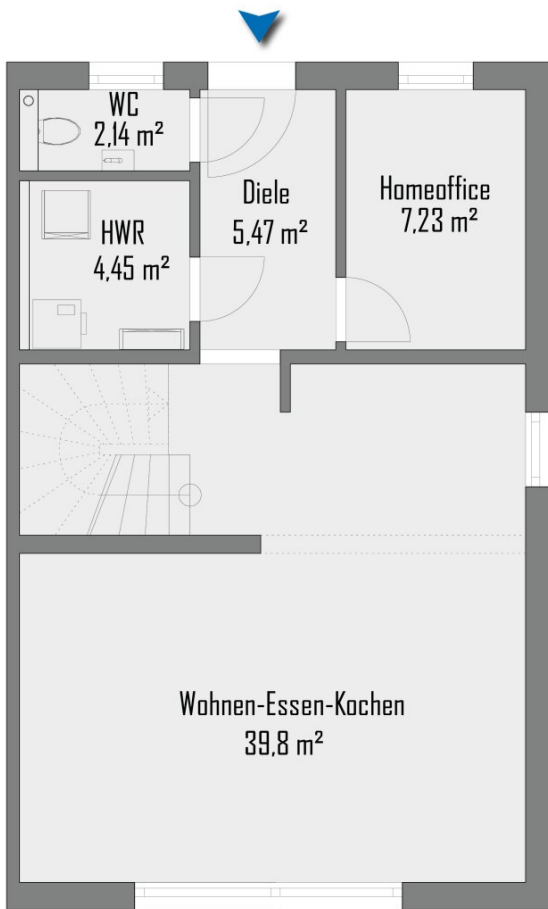 WC
2,14 m²
Diele
5,47 m²
Homeoffice
7,23 m²
HWR
4,45 m²
Wohnen-Essen-Kochen
39,8 m²